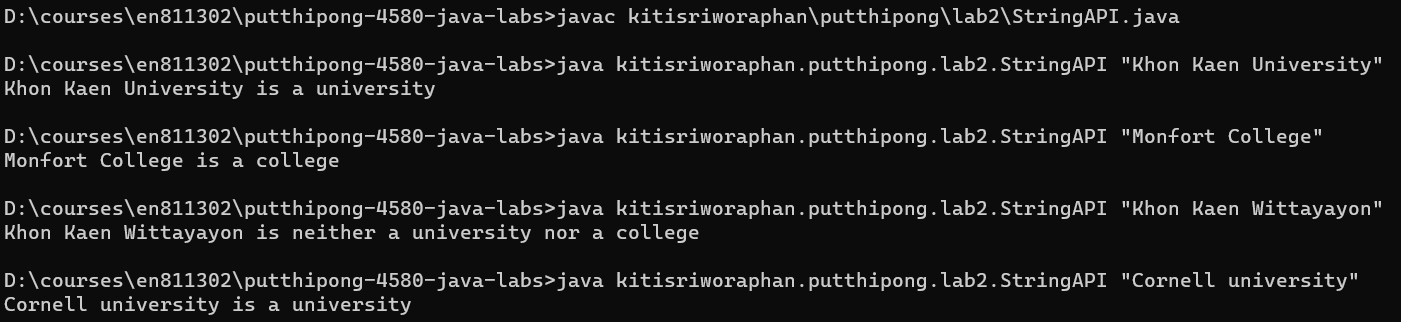 D:\courses\en811302\putthipong-4580-java-labs>javac kitisriworaphan\putthipong\lab2\StringAPI.java
D:\courses\en811302\putthipong-4580-java-labs>java kitisriworaphan.putthipong.lab2.StringAPI "Khon Kaen University"
Khon Kaen University is a university
D:\courses\en811302\putthipong-4580-java-labs>java kitisriworaphan.putthipong.lab2.StringAPI "Monfort College"
Monfort College is a college
D:\courses\en811302\putthipong-4580-java-labs>java kitisriworaphan.putthipong.lab2.StringAPI "Khon Kaen Wittayayon"
Khon Kaen Wittayayon is neither a university nor a college
D:\courses\en811302\putthipong-4580-java-labs>java kitisriworaphan.putthipong.lab2.StringAPI "Cornell university"
Cornell university is a university